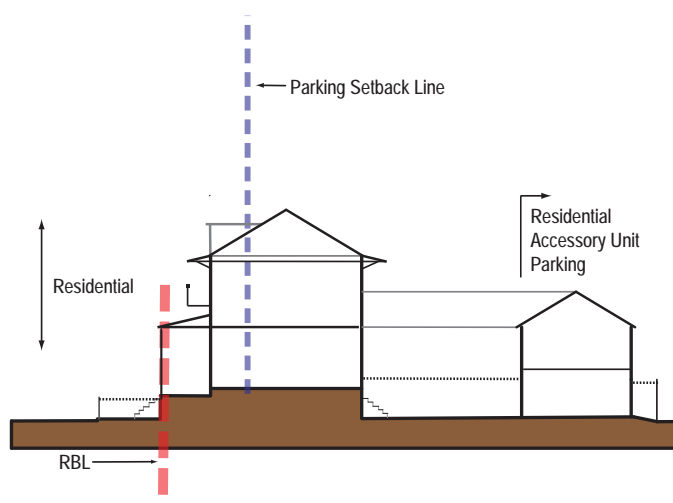 Parking Setback Line
Residential
Accessory Unit
Parking
Residential
RBL